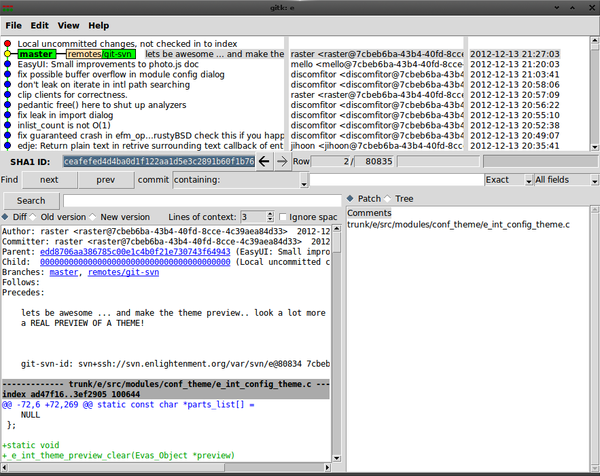 gitk: e
File Edit View Help
Local uncommitted changes, not checked in to index
master remotes/git-svn lets be awesome ... and make the raster <raster@7cbeb6ba-43b4-40fd-8cce- 2012-12-13 21:27:03
EasyUI: Small improvements to photo.js doc mello <mello@7cbeb6ba-43b4-40fd-8cce- 2012-12-13 21:20:03
fix possible buffer overflow in module config dialog discomfitor <discomfitor@7cbeb6ba-43b4 2012-12-13 21:03:41
don't leak on iterate in intl path searching discomfitor <discomfitor@7cbeb6ba-43b4 2012-12-13 20:58:06
clip clients for correctness. raster <raster@7cbeb6ba-43b4-40fd-8cce- 2012-12-13 20:57:09
pedantic free() here to shut up analyzers discomfitor <discomfitor@7cbeb6ba-43b4 2012-12-13 20:56:22
fix leak in import dialog discomfitor <discomfitor@7cbeb6ba-43b4 2012-12-13 20:55:10
inlist_count is not O(1) discomfitor <discomfitor@7cbeb6ba-43b4 2012-12-13 20:52:38
fix guaranteed crash in efm_op...rustyBSD check this if you happ discomfitor <discomfitor@7cbeb6ba-43b4 2012-12-13 20:49:07
edje: Return plain text in retrive surrounding text callback of ent jihoon <jihoon@7cbeb6ba-43b4-40fd-8cce 2012-12-13 20:35:41
SHA1 ID: ceafefed4d4ba0d1f122aa1d5e3c2891b60f1b76 Row 2 / 80835
Find next prev commit containing: Exact All fields
Search
Diff Old version New version Lines of context: 3 Ignore spac
Patch Tree
Author: raster <raster@7cbeb6ba-43b4-40fd-8cce-4c39aea84d33> 2012-12
Committer: raster <raster@7cbeb6ba-43b4-40fd-8cce-4c39aea84d33> 2012
Parent: edd8706aa386785c00e1c4b0f21e730743f64943 (EasyUI: Small impro
Child: 0000000000000000000000000000000000000000 (Local uncommitted c
Branches: master, remotes/git-svn
Follows:
Precedes:
lets be awesome ... and make the theme preview.. look a lot more
a REAL PREVIEW OF A THEME!
git-svn-id: svn+ssh://svn.enlightenment.org/var/svn/e@80834 7cbeb
------------- trunk/e/src/modules/conf_theme/e_int_config_theme.c ---
index ad47f16..3ef2905 100644
@@ -72,6 +72,269 @@ static const char *parts_list[] =
NULL
};
+static void
+_e_int_theme_preview_clear(Evas_Object *preview)
Comments
trunk/e/src/modules/conf_theme/e_int_config_theme.c